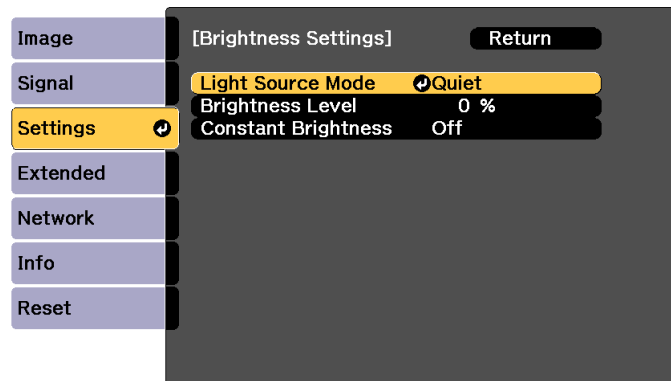 Image
Signal
Settings
Extended
Network
Info
Reset
[Brightness Settings] Return
Light Source Mode Quiet
Brightness Level 0 %
Constant Brightness Off